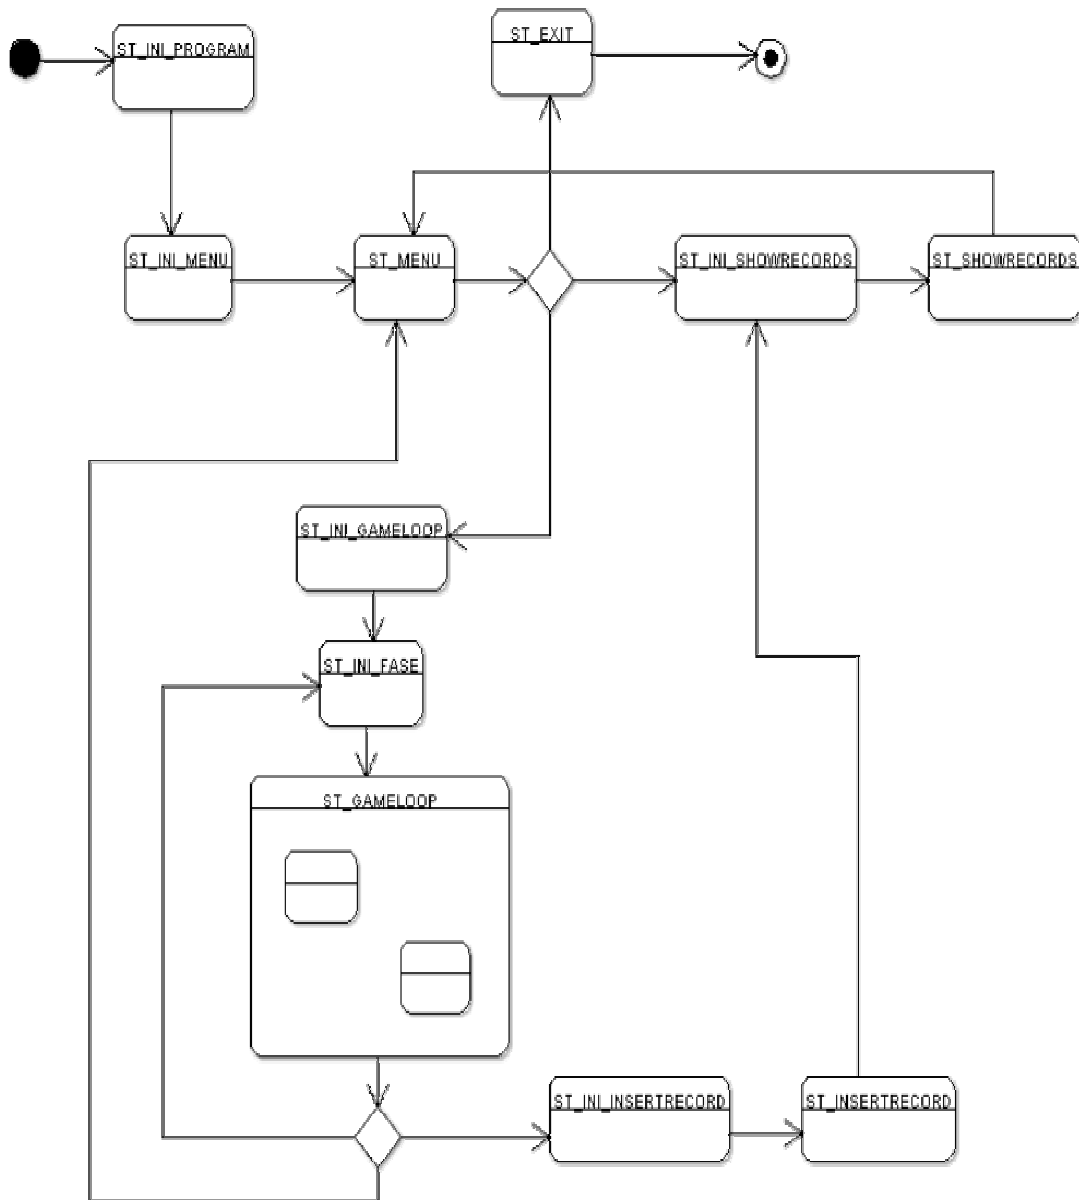 ST_INI_PROGRAM
ST_EXIT
ST_INI_MENU
ST_MENU
ST_INI_SHOWRECORDS
ST_SHOWRECORDS
ST_INI_GAMELOOP
ST_INI_FASE
ST_GAMELOOP
ST_INI_INSERTRECORD
ST_INSERTRECORD